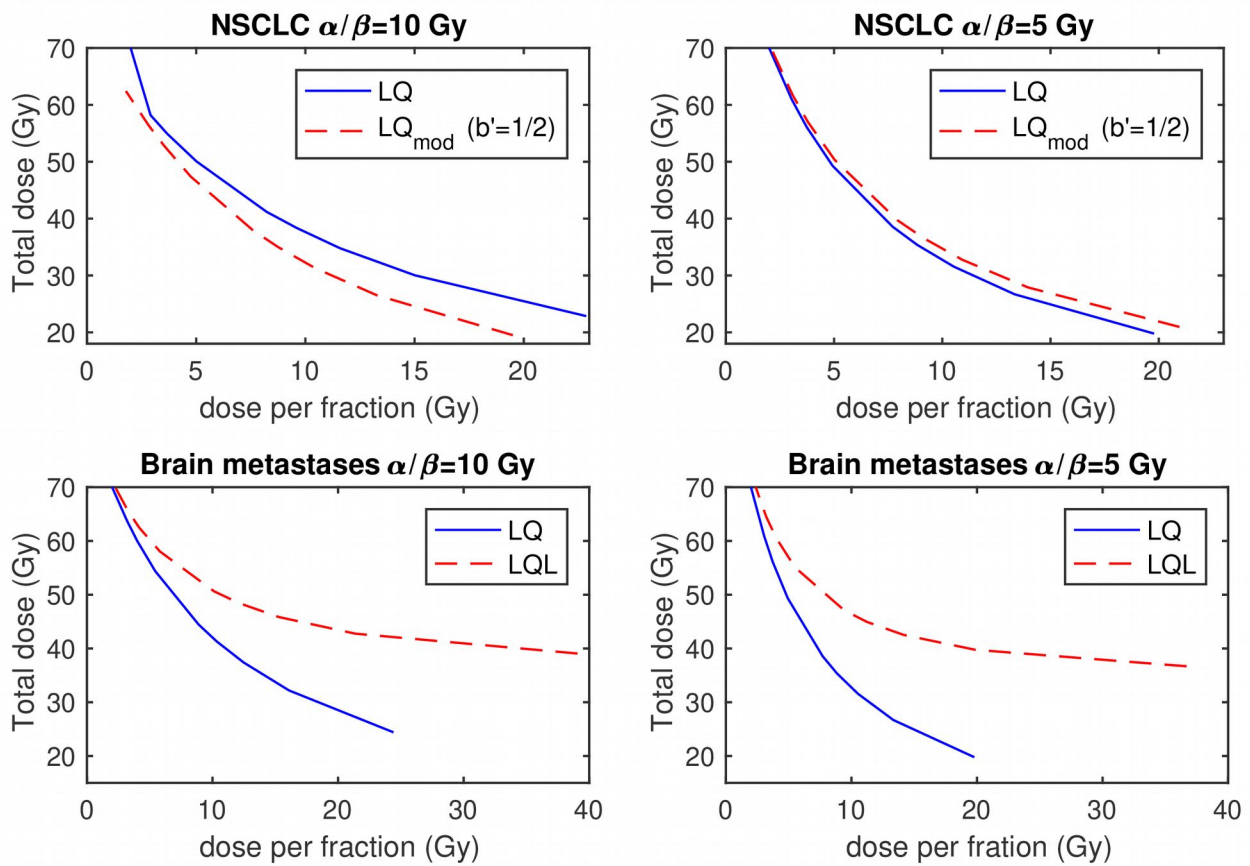 NSCLC α/β=10 Gy
70
60
50
40
30
20
Total dose (Gy)
LQ
LQmod (b'=1/2)
0 5 10 15 20
dose per fraction (Gy)
NSCLC α/β=5 Gy
70
60
50
40
30
20
Total dose (Gy)
LQ
LQmod (b'=1/2)
0 5 10 15 20
dose per fraction (Gy)
Brain metastases α/β=10 Gy
70
60
50
40
30
20
Total dose (Gy)
LQ
LQL
0 10 20 30 40
dose per fraction (Gy)
Brain metastases α/β=5 Gy
70
60
50
40
30
20
Total dose (Gy)
LQ
LQL
0 10 20 30 40
dose per fration (Gy)